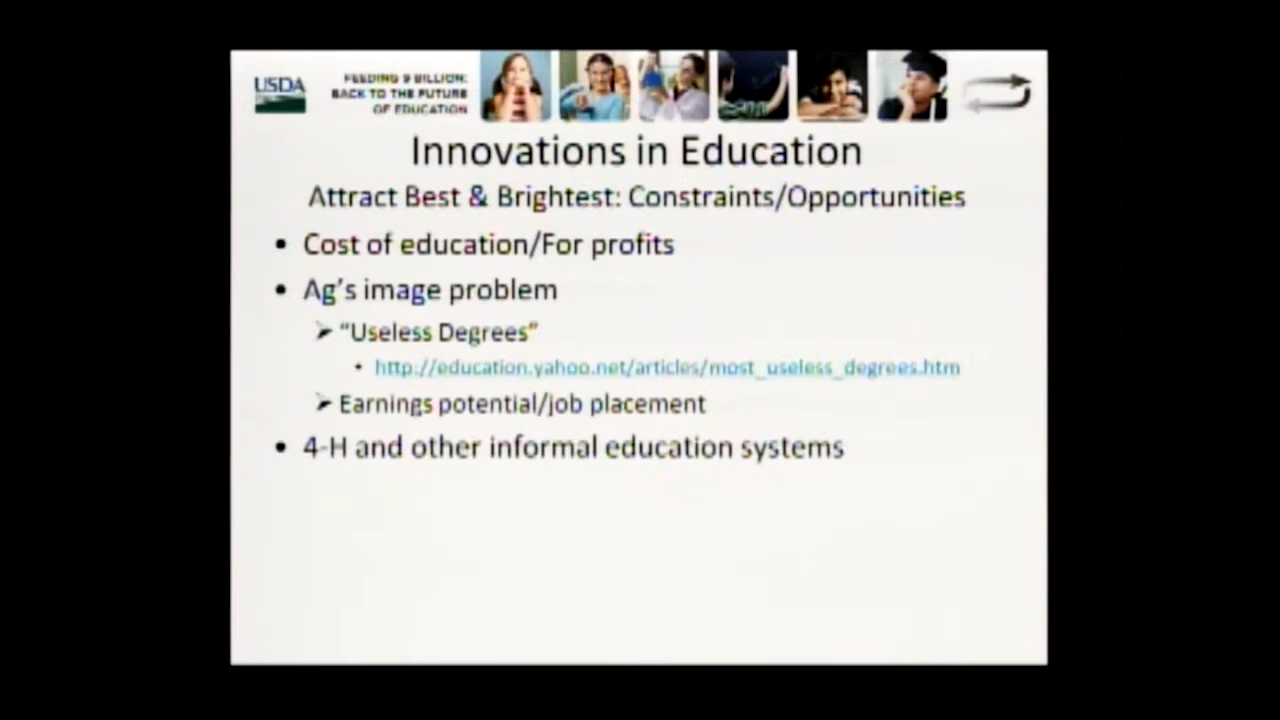 USDA
FEEDING 9 BILLION:
BACK TO THE FUTURE
OF EDUCATION
Innovations in Education
Attract Best & Brightest: Constraints/Opportunities
• Cost of education/For profits
• Ag's image problem
➢ "Useless Degrees"
• http://education.yahoo.net/articles/most_useless_degrees.htm
➢ Earnings potential/job placement
• 4-H and other informal education systems